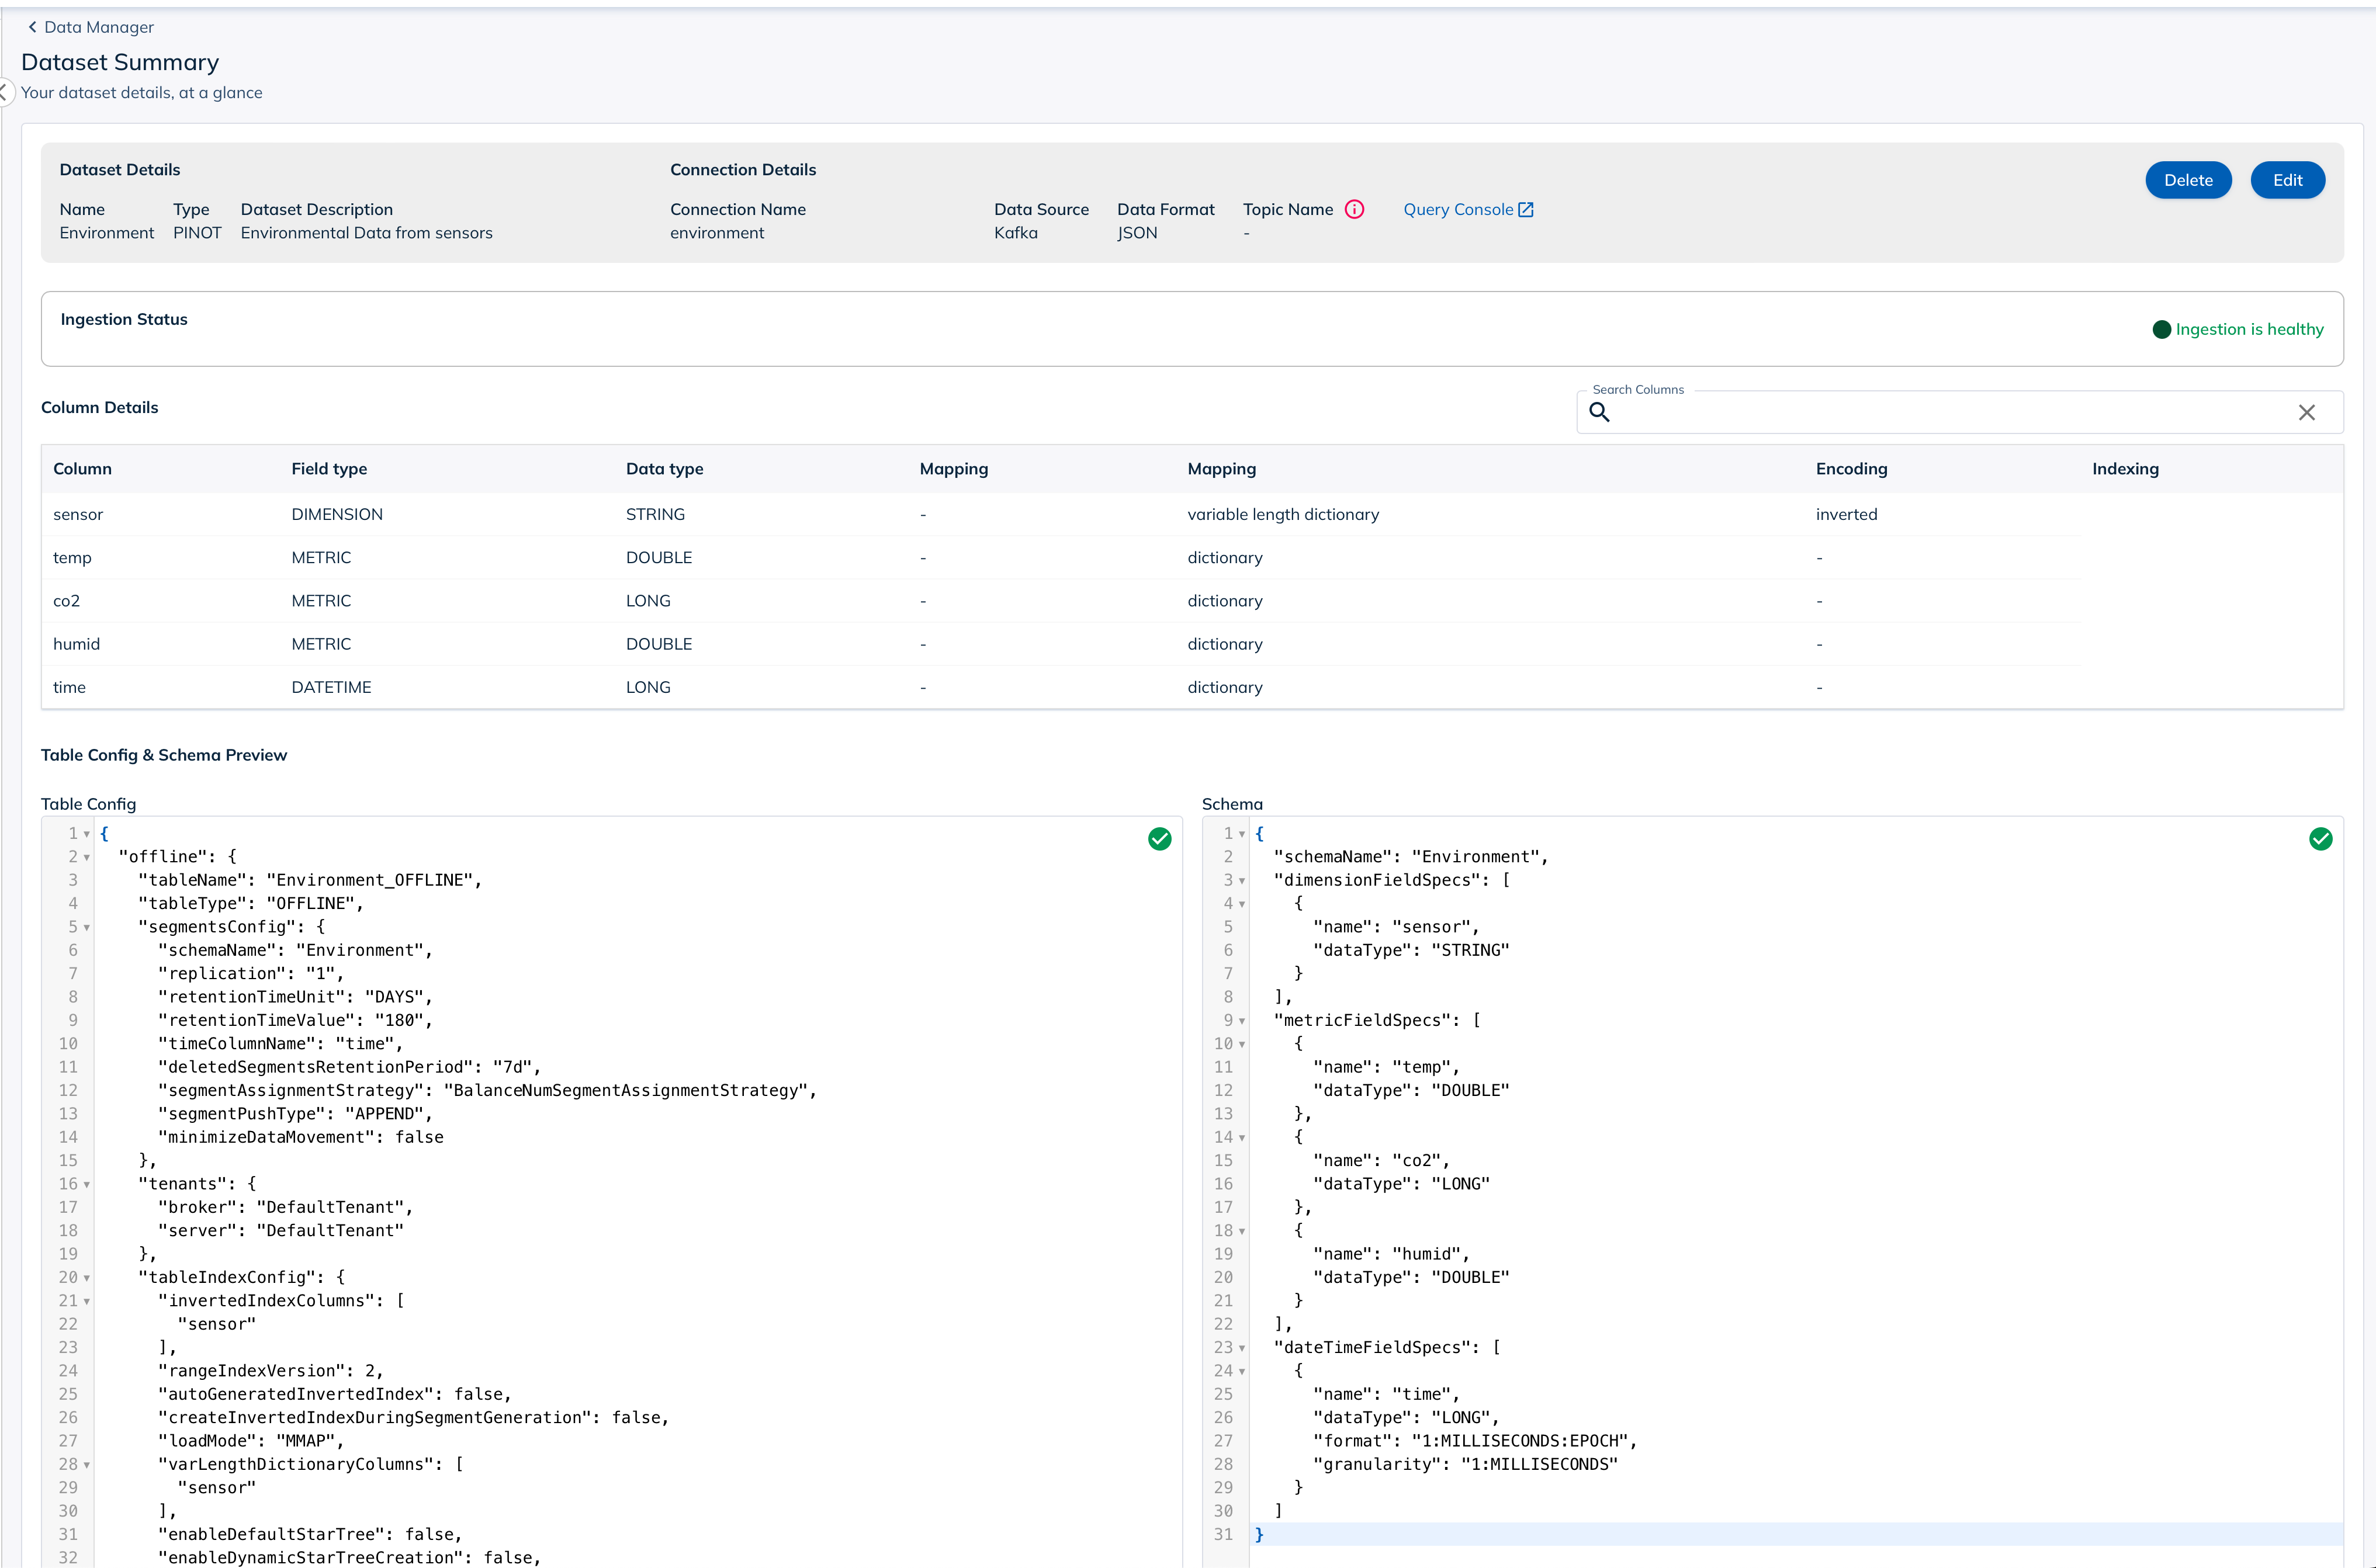 Data Manager
Dataset Summary
Your dataset details, at a glance
Dataset Details
Connection Details
Delete Edit
Name Type Dataset Description Connection Name Data Source Data Format Topic Name Query Console
Environment PINOT Environmental Data from sensors environment Kafka JSON -
Ingestion Status
Ingestion is healthy
Search Columns
Column Details
Column Field type Data type Mapping Mapping Encoding Indexing
sensor DIMENSION STRING - variable length dictionary inverted
temp METRIC DOUBLE - dictionary -
co2 METRIC LONG - dictionary -
humid METRIC DOUBLE - dictionary -
time DATETIME LONG - dictionary -
Table Config & Schema Preview
Table Config
1 {
2 "offline": {
3 "tableName": "Environment_OFFLINE",
4 "tableType": "OFFLINE",
5 "segmentsConfig": {
6 "schemaName": "Environment",
7 "replication": "1",
8 "retentionTimeUnit": "DAYS",
9 "retentionTimeValue": "180",
10 "timeColumnName": "time",
11 "deletedSegmentsRetentionPeriod": "7d",
12 "segmentAssignmentStrategy": "BalanceNumSegmentAssignmentStrategy",
13 "segmentPushType": "APPEND",
14 "minimizeDataMovement": false
15 },
16 "tenants": {
17 "broker": "DefaultTenant",
18 "server": "DefaultTenant"
19 },
20 "tableIndexConfig": {
21 "invertedIndexColumns": [
22 "sensor"
23 ],
24 "rangeIndexVersion": 2,
25 "autoGeneratedInvertedIndex": false,
26 "createInvertedIndexDuringSegmentGeneration": false,
27 "loadMode": "MMAP",
28 "varLengthDictionaryColumns": [
29 "sensor"
30 ],
31 "enableDefaultStarTree": false,
32 "enableDynamicStarTreeCreation": false,
Schema
1 {
2 "schemaName": "Environment",
3 "dimensionFieldSpecs": [
4 {
5 "name": "sensor",
6 "dataType": "STRING"
7 }
8 ],
9 "metricFieldSpecs": [
10 {
11 "name": "temp",
12 "dataType": "DOUBLE"
13 },
14 {
15 "name": "co2",
16 "dataType": "LONG"
17 },
18 {
19 "name": "humid",
20 "dataType": "DOUBLE"
21 }
22 ],
23 "dateTimeFieldSpecs": [
24 {
25 "name": "time",
26 "dataType": "LONG",
27 "format": "1:MILLISECONDS:EPOCH",
28 "granularity": "1:MILLISECONDS"
29 }
30 ]
31 }